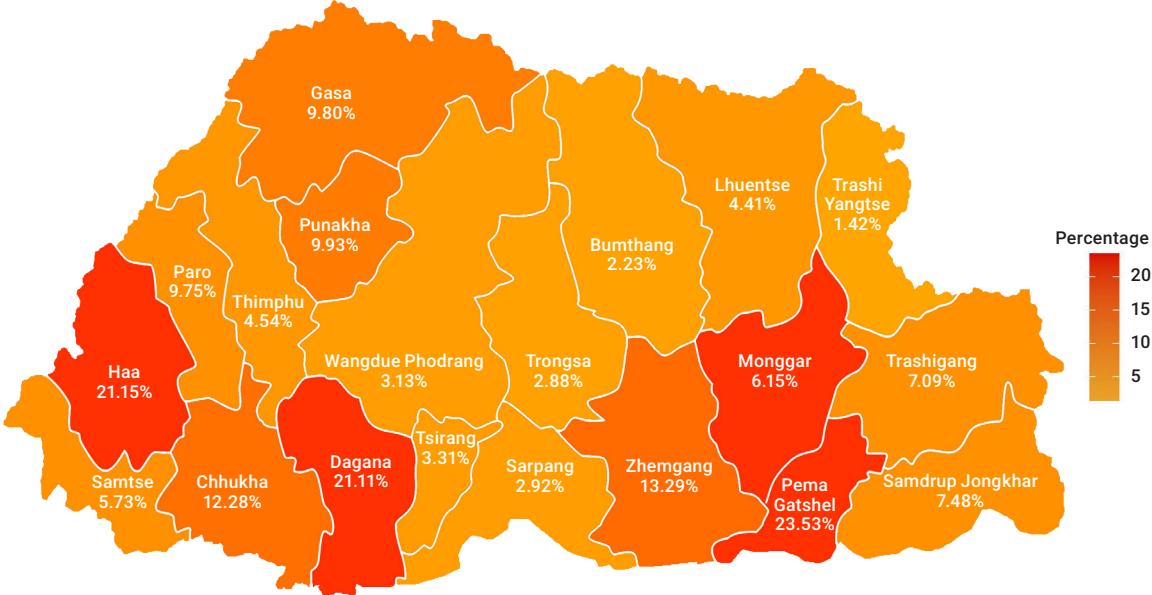 Gasa
9.80%
Punakha
9.93%
Lhuentse
4.41%
Trashi
Yangtse
1.42%
Bumthang
2.23%
Paro
9.75%
Thimphu
4.54%
Haa
21.15%
Wangdue Phodrang
3.13%
Trongsa
2.88%
Monggar
6.15%
Trashigang
7.09%
Samtse
5.73%
Chhukha
12.28%
Dagana
21.11%
Tsirang
3.31%
Sarpang
2.92%
Zhemgang
13.29%
Pema
Gatshel
23.53%
Samdrup Jongkhar
7.48%
Percentage
20
15
10
5